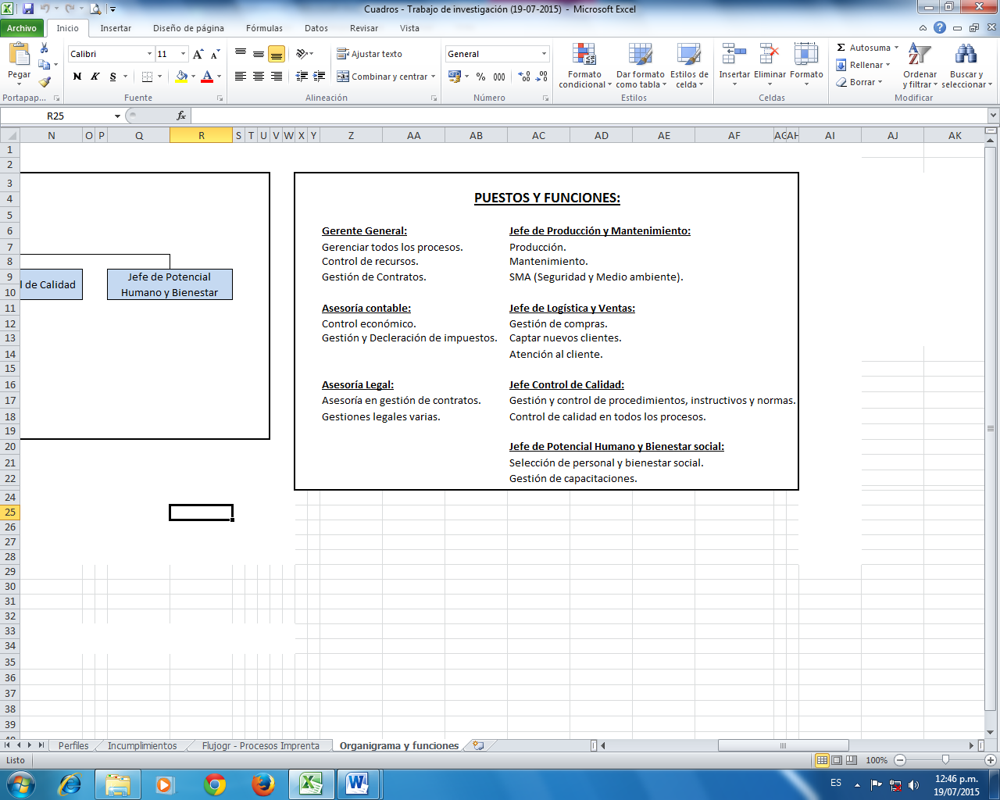 Cuadros - Trabajo de investigación (19-07-2015) - Microsoft Excel
Archivo Inicio Insertar Diseño de página Fórmulas Datos Revisar Vista
Pegar
Portapap...
Calibri 11
N K S
Fuente
Ajustar texto
Combinar y centrar
Alineación
General
% 000
Número
Formato condicional
Dar formato como tabla
Estilos de celda
Estilos
Insertar Eliminar Formato
Celdas
Autosuma
Rellenar
Borrar
Ordenar y filtrar
Buscar y seleccionar
Modificar
R25 fx
N O P Q R S T U V W X Y Z AA AB AC AD AE AF AG AH AI AJ AK
1
2
3
4
5
6
7
8
9
10
11
12
13
14
15
16
17
18
19
20
21
22
24
25
26
27
28
29
30
31
32
33
34
35
36
37
38
39
l de Calidad
Jefe de Potencial
Humano y Bienestar
PUESTOS Y FUNCIONES:
Gerente General:
Gerenciar todos los procesos.
Control de recursos.
Gestión de Contratos.
Asesoría contable:
Control económico.
Gestión y Decleración de impuestos.
Asesoría Legal:
Asesoría en gestión de contratos.
Gestiones legales varias.
Jefe de Producción y Mantenimiento:
Producción.
Mantenimiento.
SMA (Seguridad y Medio ambiente).
Jefe de Logística y Ventas:
Gestión de compras.
Captar nuevos clientes.
Atención al cliente.
Jefe Control de Calidad:
Gestión y control de procedimientos, instructivos y normas.
Control de calidad en todos los procesos.
Jefe de Potencial Humano y Bienestar social:
Selección de personal y bienestar social.
Gestión de capacitaciones.
Perfiles Incumplimientos Flujogr - Procesos Imprenta Organigrama y funciones
Listo 100%
ES 12:46 p.m.
19/07/2015